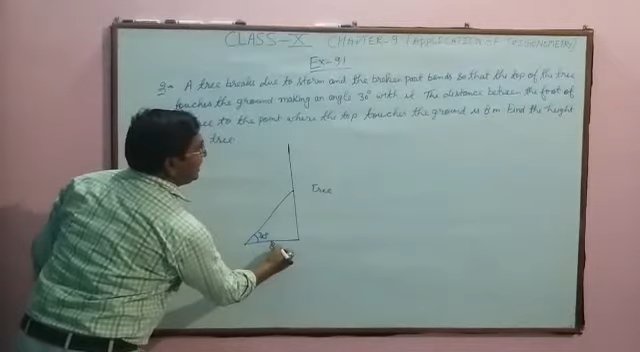 CLASS-X CHAPTER-9 (APPLICATION OF TRIGONOMETRY)
Ex-9.1
A tree breaks due to storm and the broken part bends so that the top of the tree
touches the ground making an angle 30° with it. The distance between the foot of
tree to the point where the top touches the ground is 8m Find the height
tree
Tree
30°
8